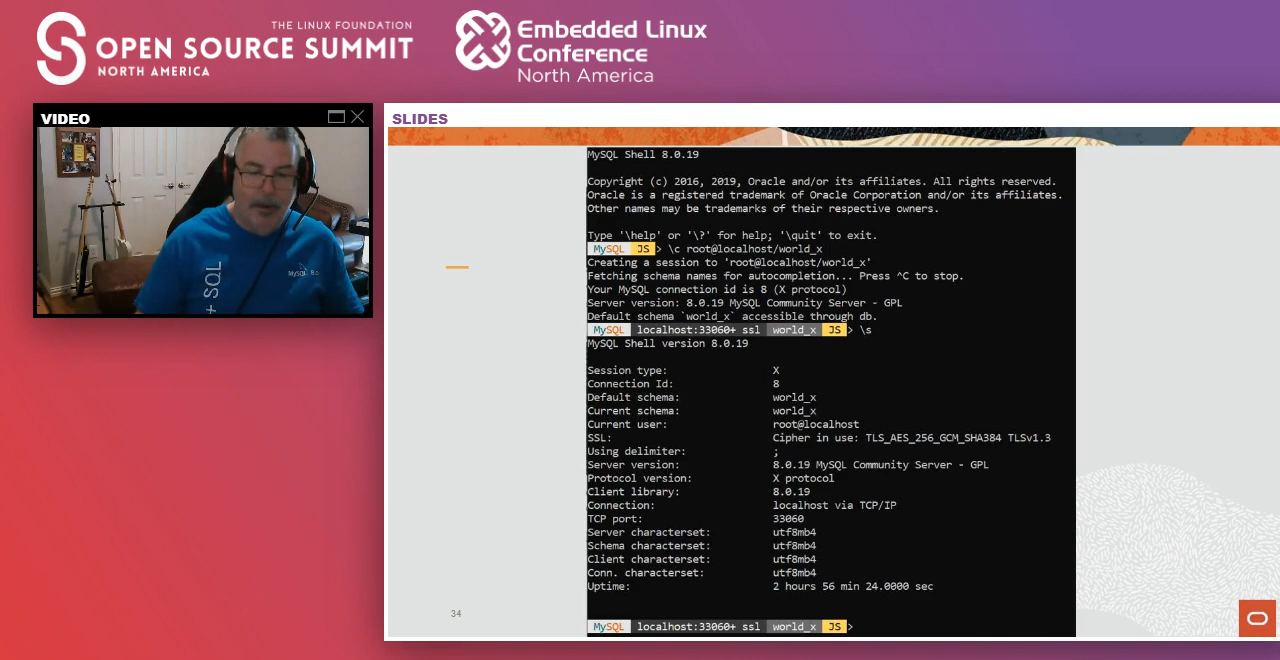 THE LINUX FOUNDATION
OPEN SOURCE SUMMIT
NORTH AMERICA
Embedded Linux
Conference
North America
VIDEO
+ SQL
MySQL 8.0
SLIDES
MySQL Shell 8.0.19
Copyright (c) 2016, 2019, Oracle and/or its affiliates. All rights reserved.
Oracle is a registered trademark of Oracle Corporation and/or its affiliates.
Other names may be trademarks of their respective owners.
Type '\help' or '\?' for help; '\quit' to exit.
MySQL JS > \c root@localhost/world_x
Creating a session to 'root@localhost/world_x'
Fetching schema names for autocompletion... Press ^C to stop.
Your MySQL connection id is 8 (X protocol)
Server version: 8.0.19 MySQL Community Server - GPL
Default schema `world_x` accessible through db.
MySQL localhost:33060+ ssl world_x JS > \s
MySQL Shell version 8.0.19
Session type: X
Connection Id: 8
Default schema: world_x
Current schema: world_x
Current user: root@localhost
SSL: Cipher in use: TLS_AES_256_GCM_SHA384 TLSv1.3
Using delimiter: ;
Server version: 8.0.19 MySQL Community Server - GPL
Protocol version: X protocol
Client library: 8.0.19
Connection: localhost via TCP/IP
TCP port: 33060
Server characterset: utf8mb4
Schema characterset: utf8mb4
Client characterset: utf8mb4
Conn. characterset: utf8mb4
Uptime: 2 hours 56 min 24.0000 sec
MySQL localhost:33060+ ssl world_x JS >
34